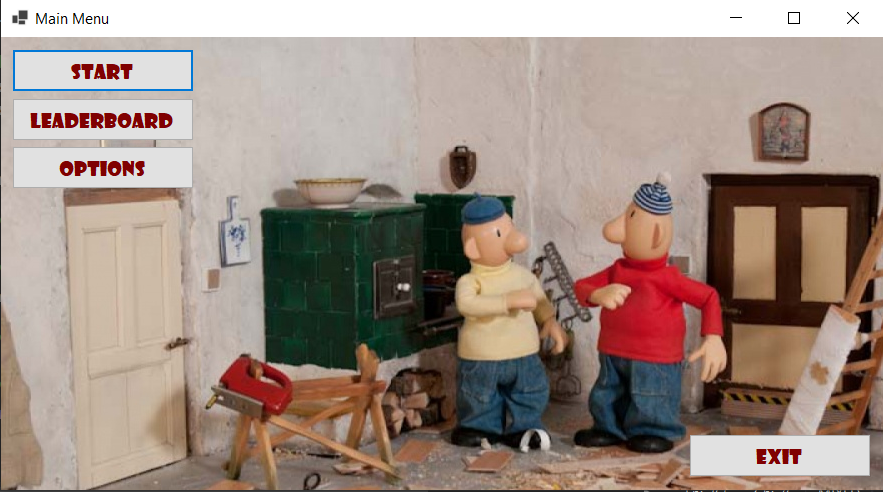 Main Menu
START
LEADERBOARD
OPTIONS
EXIT